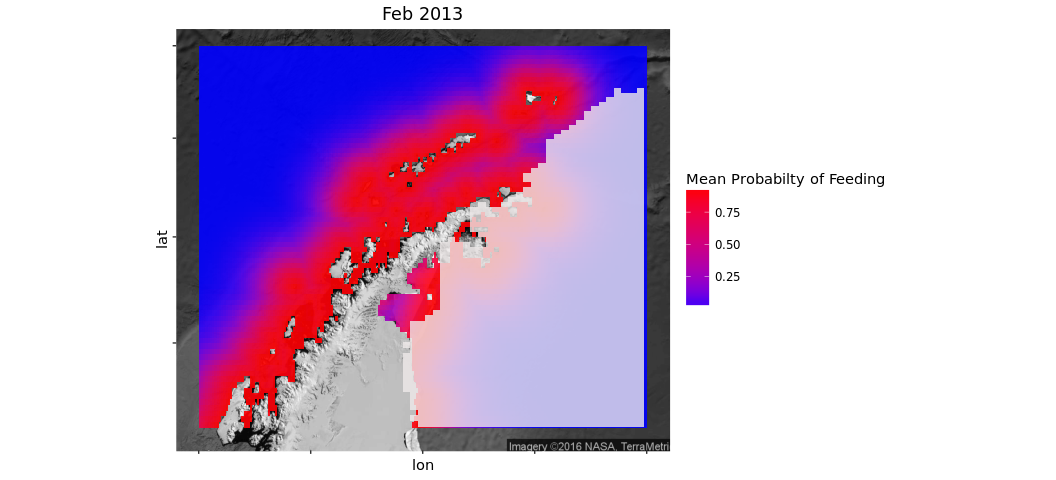 Feb 2013
lat
Mean Probabilty of Feeding
0.75
0.50
0.25
Imagery ©2016 NASA, TerraMetri
lon